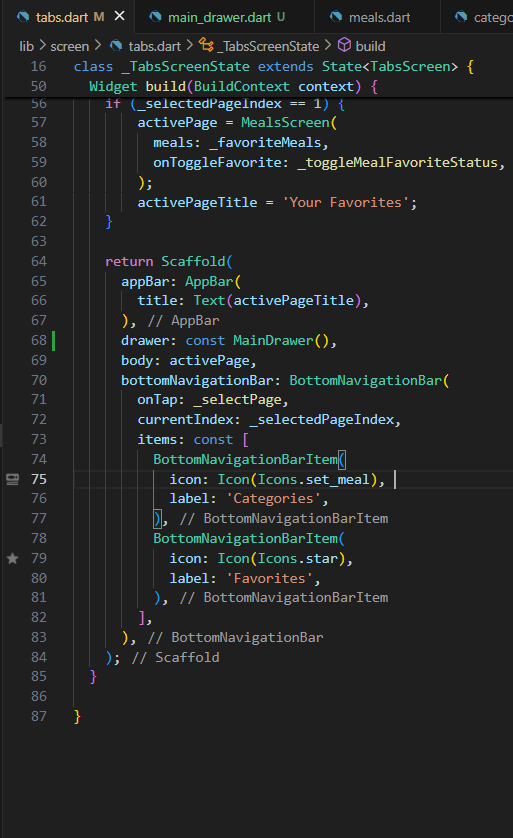 tabs.dart M main_drawer.dart U meals.dart categ
lib > screen > tabs.dart > _TabsScreenState > build
16 class _TabsScreenState extends State<TabsScreen> {
50 Widget build(BuildContext context) {
56 if (_selectedPageIndex == 1) {
57 activePage = MealsScreen(
58 meals: _favoriteMeals,
59 onToggleFavorite: _toggleMealFavoriteStatus,
60 );
61 activePageTitle = 'Your Favorites';
62 }
63
64 return Scaffold(
65 appBar: AppBar(
66 title: Text(activePageTitle),
67 ), // AppBar
68 drawer: const MainDrawer(),
69 body: activePage,
70 bottomNavigationBar: BottomNavigationBar(
71 onTap: _selectPage,
72 currentIndex: _selectedPageIndex,
73 items: const [
74 BottomNavigationBarItem(
75 icon: Icon(Icons.set_meal),
76 label: 'Categories',
77 ), // BottomNavigationBarItem
78 BottomNavigationBarItem(
79 icon: Icon(Icons.star),
80 label: 'Favorites',
81 ), // BottomNavigationBarItem
82 ],
83 ), // BottomNavigationBar
84 ); // Scaffold
85 }
86
87 }